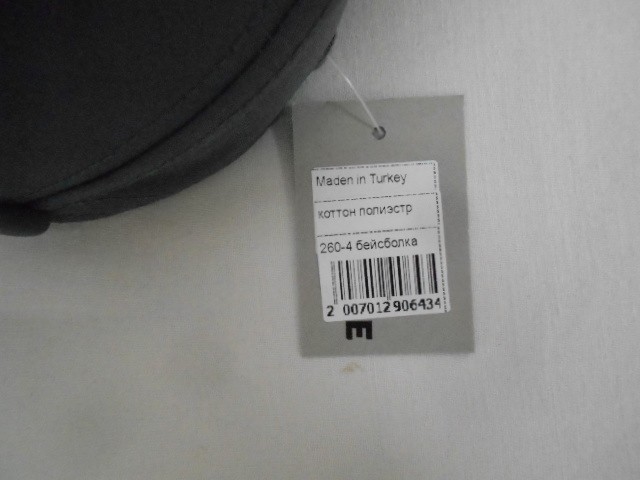 Maden in Turkey
коттон полиэстр
260-4 бейсболка
2 007012 906434
E